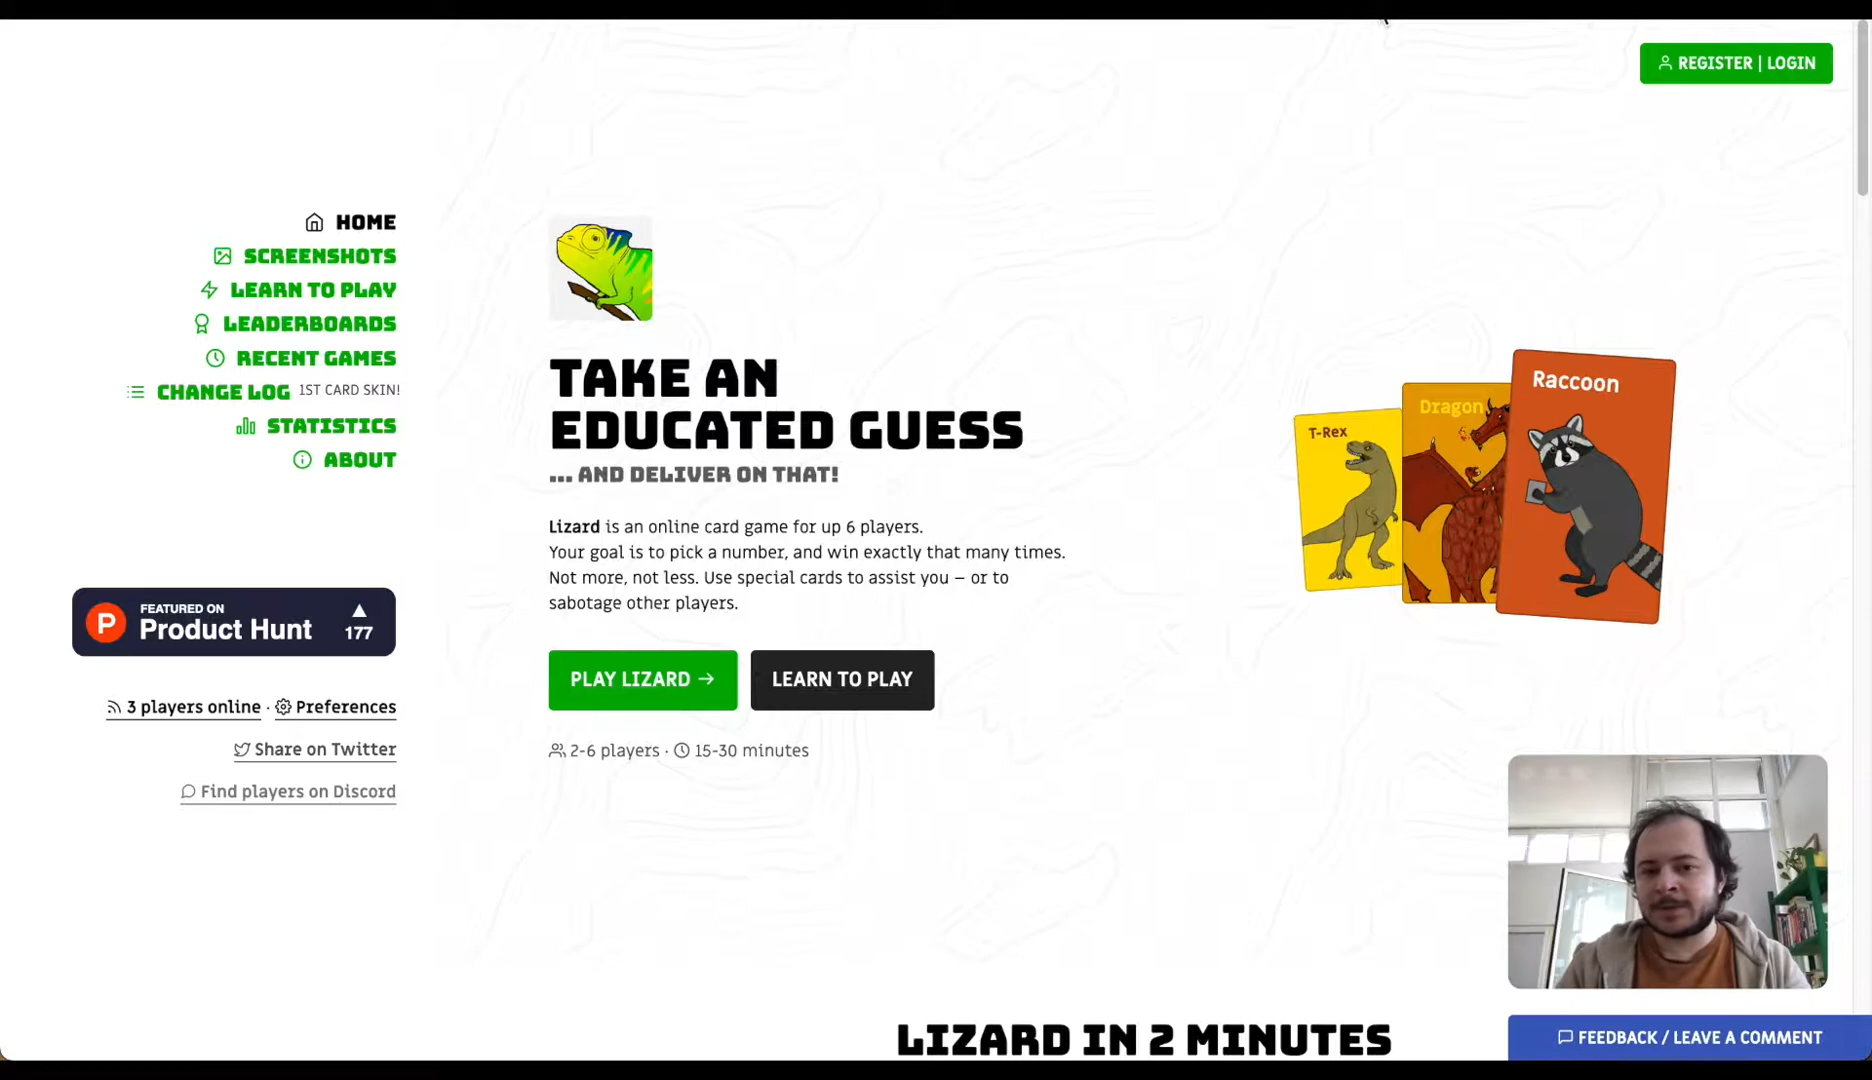 REGISTER | LOGIN
HOME
SCREENSHOTS
LEARN TO PLAY
LEADERBOARDS
RECENT GAMES
CHANGE LOG 1ST CARD SKIN!
STATISTICS
ABOUT
FEATURED ON
Product Hunt
177
3 players online · Preferences
Share on Twitter
Find players on Discord
TAKE AN
EDUCATED GUESS
... AND DELIVER ON THAT!
Lizard is an online card game for up 6 players.
Your goal is to pick a number, and win exactly that many times.
Not more, not less. Use special cards to assist you – or to
sabotage other players.
PLAY LIZARD →
LEARN TO PLAY
2-6 players · 15-30 minutes
T-Rex
Dragon
Raccoon
LIZARD IN 2 MINUTES
FEEDBACK / LEAVE A COMMENT